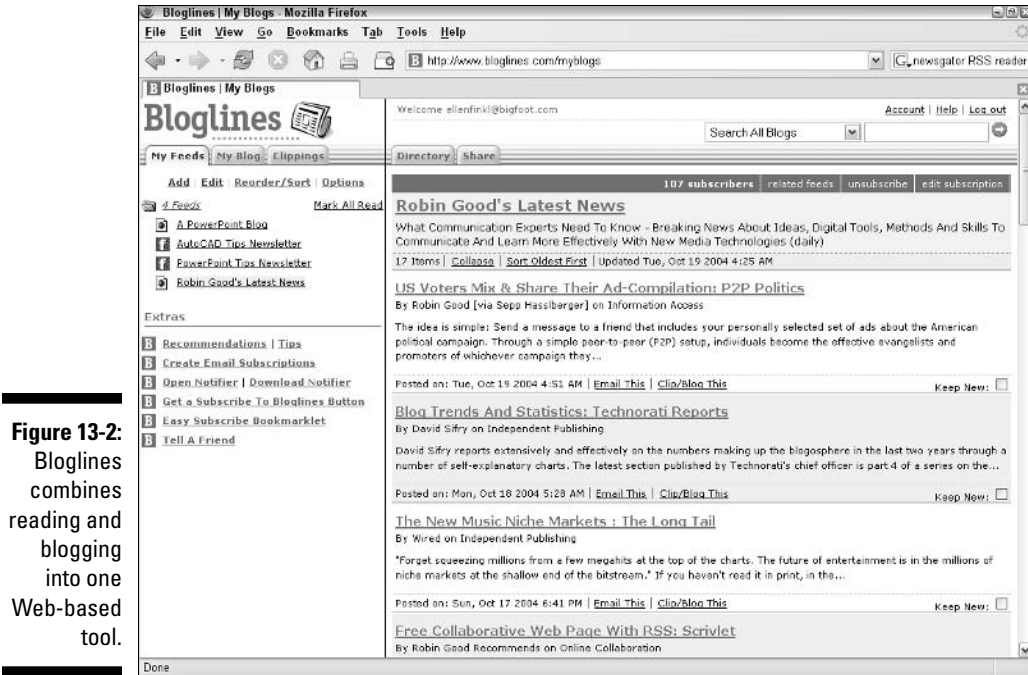 Bloglines | My Blogs - Mozilla Firefox
File Edit View Go Bookmarks Tab Tools Help
http://www.bloglines.com/myblogs
newsgator RSS reader
Bloglines | My Blogs
Bloglines
Welcome ellenfinkl@bigfoot.com
Account | Help | Log out
Search All Blogs
My Feeds My Blog Clippings
Directory Share
Add | Edit | Reorder/Sort | Options
4 Feeds Mark All Read
A PowerPoint Blog
AutoCAD Tips Newsletter
PowerPoint Tips Newsletter
Robin Good's Latest News
Extras
Recommendations | Tips
Create Email Subscriptions
Open Notifier | Download Notifier
Get a Subscribe To Bloglines Button
Easy Subscribe Bookmarklet
Tell A Friend
107 subscribers | related feeds | unsubscribe | edit subscription
Robin Good's Latest News
What Communication Experts Need To Know - Breaking News About Ideas, Digital Tools, Methods And Skills To
Communicate And Learn More Effectively With New Media Technologies (daily)
17 Items | Collapse | Sort Oldest First | Updated Tue, Oct 19 2004 4:25 AM
US Voters Mix & Share Their Ad-Compilation: P2P Politics
By Robin Good [via Sepp Hasslberger] on Information Access
The idea is simple: Send a message to a friend that includes your personally selected set of ads about the American
political campaign. Through a simple peer-to-peer (P2P) setup, individuals become the effective evangelists and
promoters of whichever campaign they...
Posted on: Tue, Oct 19 2004 4:51 AM | Email This | Clip/Blog This Keep New:
Blog Trends And Statistics: Technorati Reports
By David Sifry on Independent Publishing
David Sifry reports extensively and effectively on the numbers making up the blogosphere in the last two years through a
number of self-explanatory charts. The latest section published by Technorati's chief officer is part 4 of a series on the...
Posted on: Mon, Oct 18 2004 5:28 AM | Email This | Clip/Blog This Keep New:
The New Music Niche Markets : The Long Tail
By Wired on Independent Publishing
"Forget squeezing millions from a few megahits at the top of the charts. The future of entertainment is in the millions of
niche markets at the shallow end of the bitstream." If you haven't read it in print, in the...
Posted on: Sun, Oct 17 2004 6:41 PM | Email This | Clip/Blog This Keep New:
Free Collaborative Web Page With RSS: Scrivlet
By Robin Good Recommends on Online Collaboration
Done
Figure 13-2:
Bloglines
combines
reading and
blogging
into one
Web-based
tool.